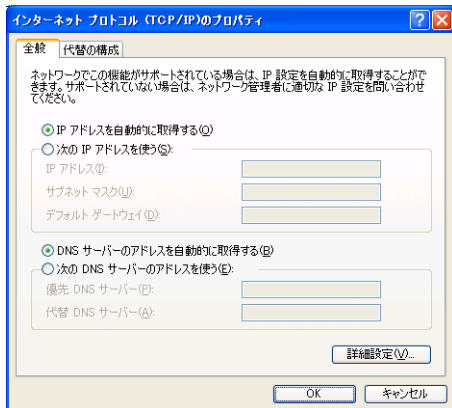 インターネット プロトコル (TCP/IP)のプロパティ
全般
代替の構成
ネットワークでこの機能がサポートされている場合は、IP 設定を自動的に取得することがで
きます。サポートされていない場合は、ネットワーク管理者に適切な IP 設定を問い合わせ
てください。
IP アドレスを自動的に取得する(O)
次の IP アドレスを使う(S):
IP アドレス(I):
サブネット マスク(U):
デフォルト ゲートウェイ(D):
DNS サーバーのアドレスを自動的に取得する(B)
次の DNS サーバーのアドレスを使う(E):
優先 DNS サーバー(P):
代替 DNS サーバー(A):
詳細設定(V)...
OK
キャンセル